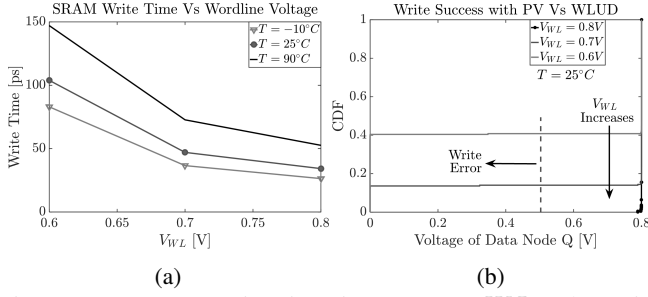 SRAM Write Time Vs Wordline Voltage
T = −10°C
T = 25°C
T = 90°C
Write Time [ps]
150
100
50
0
0.6
0.65
0.7
0.75
0.8
V_WL [V]
(a)
Write Success with PV Vs WLUD
V_WL = 0.8V
V_WL = 0.7V
V_WL = 0.6V
T = 25°C
V_WL
Increases
Write
Error
CDF
1
0.8
0.6
0.4
0.2
0
0
0.2
0.4
0.6
0.8
Voltage of Data Node Q [V]
(b)